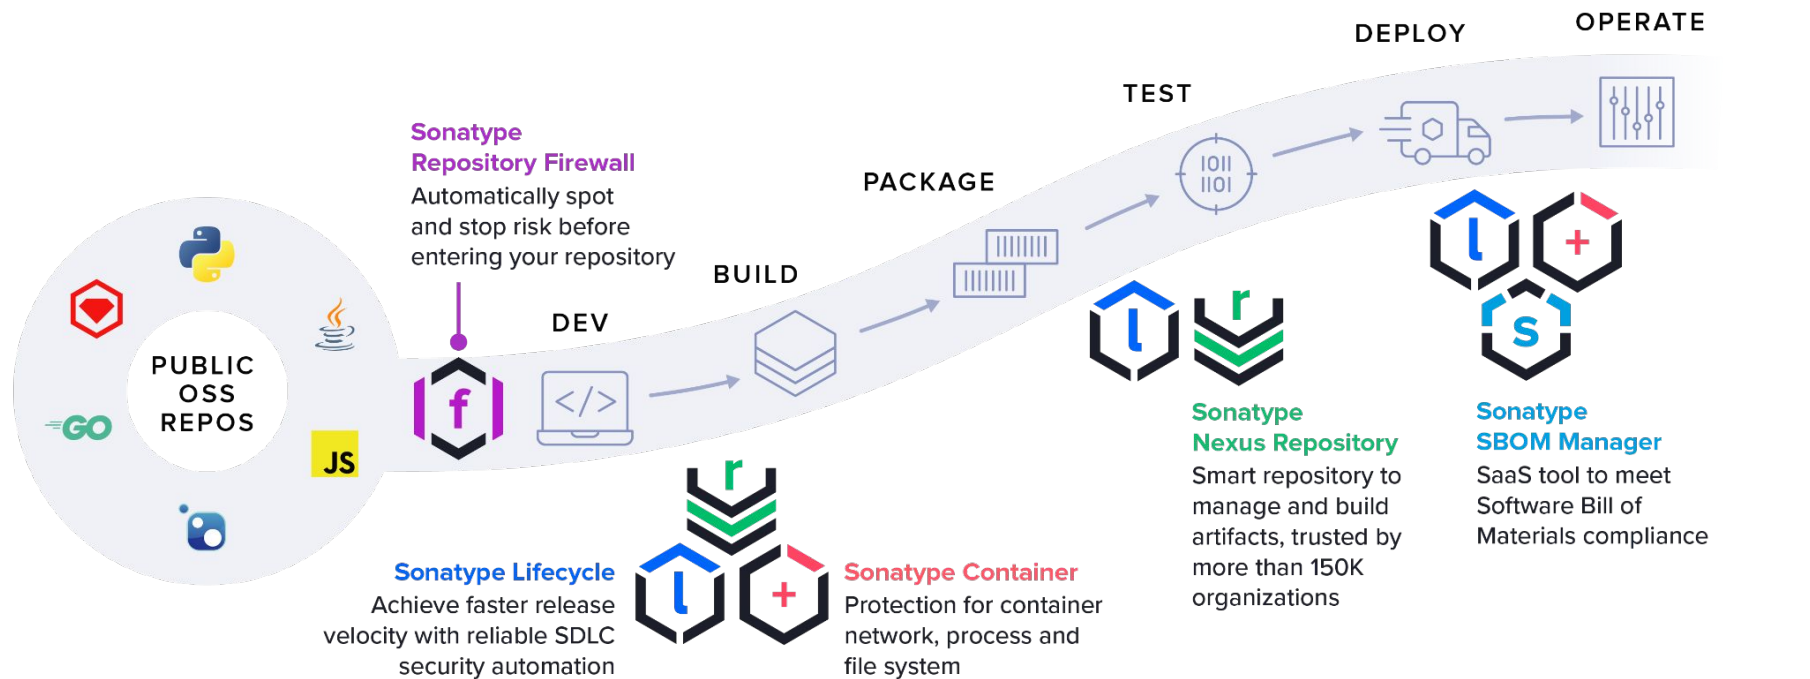 OPERATE
DEPLOY
TEST
1011
1101
PACKAGE
Sonatype
Repository Firewall
Automatically spot
and stop risk before
entering your repository
BUILD
DEV
</>
f
PUBLIC
OSS
REPOS
GO
JS
r
l
+
Sonatype Lifecycle
Achieve faster release
velocity with reliable SDLC
security automation
Sonatype Container
Protection for container
network, process and
file system
l
r
Sonatype
Nexus Repository
Smart repository to
manage and build
artifacts, trusted by
more than 150K
organizations
l
+
S
Sonatype
SBOM Manager
SaaS tool to meet
Software Bill of
Materials compliance